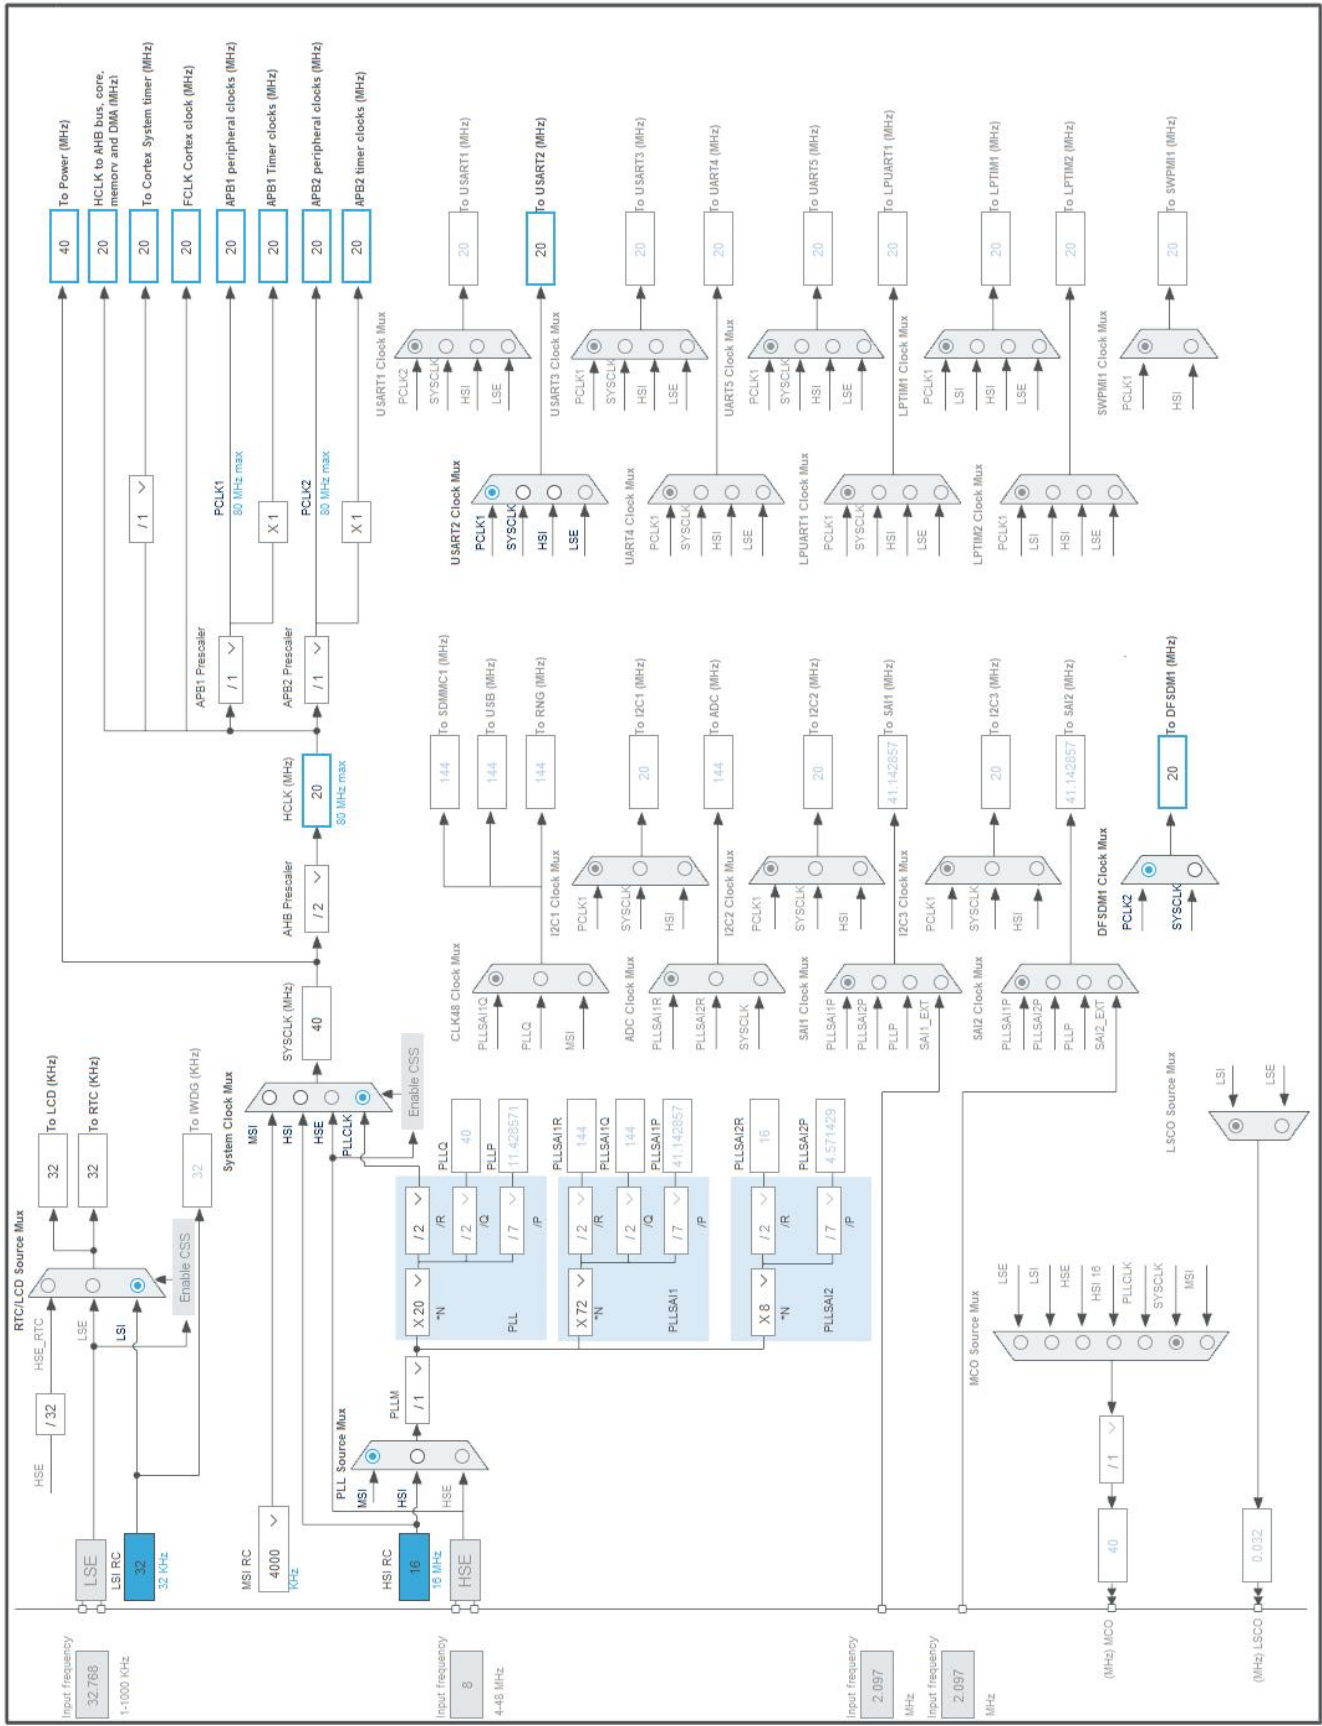 Input frequency
32.768
1-1000 KHz
LSE
LSI RC
32
32 KHz
HSE
/ 32
HSE_RTC
LSE
LSI
RTC/LCD Source Mux
Enable CSS
32
To LCD (KHz)
32
To RTC (KHz)
32
To IWDG (KHz)
MSI RC
4000
KHz
HSI RC
16
16 MHz
Input frequency
8
4-48 MHz
HSE
PLL Source Mux
MSI
HSI
HSE
PLLM
/ 1
X 20
*N
PLL
/ 2
/R
/ 2
/Q
/ 7
/P
PLLQ
40
PLLP
11.428571
X 72
*N
PLLSAI1
/ 2
/R
/ 2
/Q
/ 7
/P
PLLSAI1R
144
PLLSAI1Q
144
PLLSAI1P
41.142857
X 8
*N
PLLSAI2
/ 2
/R
/ 7
/P
PLLSAI2R
16
PLLSAI2P
4.571429
System Clock Mux
MSI
HSI
HSE
PLLCLK
Enable CSS
SYSCLK (MHz)
40
AHB Prescaler
/ 2
HCLK (MHz)
20
80 MHz max
APB1 Prescaler
/ 1
APB2 Prescaler
/ 1
/ 1
PCLK1
80 MHz max
X 1
PCLK2
80 MHz max
X 1
40
To Power (MHz)
20
HCLK to AHB bus, core,
memory and DMA (MHz)
20
To Cortex System timer (MHz)
20
FCLK Cortex clock (MHz)
20
APB1 peripheral clocks (MHz)
20
APB1 Timer clocks (MHz)
20
APB2 peripheral clocks (MHz)
20
APB2 timer clocks (MHz)
CLK48 Clock Mux
PLLSAI1Q
PLLQ
MSI
144
To SDMMC1 (MHz)
144
To USB (MHz)
144
To RNG (MHz)
I2C1 Clock Mux
PCLK1
SYSCLK
HSI
20
To I2C1 (MHz)
ADC Clock Mux
PLLSAI1R
PLLSAI2R
SYSCLK
144
To ADC (MHz)
I2C2 Clock Mux
PCLK1
SYSCLK
HSI
20
To I2C2 (MHz)
SAI1 Clock Mux
PLLSAI1P
PLLSAI2P
PLLP
SAI1_EXT
41.142857
To SAI1 (MHz)
I2C3 Clock Mux
PCLK1
SYSCLK
HSI
20
To I2C3 (MHz)
SAI2 Clock Mux
PLLSAI1P
PLLSAI2P
PLLP
SAI2_EXT
41.142857
To SAI2 (MHz)
DFSDM1 Clock Mux
PCLK2
SYSCLK
20
To DFSDM1 (MHz)
USART1 Clock Mux
PCLK2
SYSCLK
HSI
LSE
20
To USART1 (MHz)
USART2 Clock Mux
PCLK1
SYSCLK
HSI
LSE
20
To USART2 (MHz)
USART3 Clock Mux
PCLK1
SYSCLK
HSI
LSE
20
To USART3 (MHz)
UART4 Clock Mux
PCLK1
SYSCLK
HSI
LSE
20
To UART4 (MHz)
UART5 Clock Mux
PCLK1
SYSCLK
HSI
LSE
20
To UART5 (MHz)
LPUART1 Clock Mux
PCLK1
SYSCLK
HSI
LSE
20
To LPUART1 (MHz)
LPTIM1 Clock Mux
PCLK1
LSI
HSI
LSE
20
To LPTIM1 (MHz)
LPTIM2 Clock Mux
PCLK1
LSI
HSI
LSE
20
To LPTIM2 (MHz)
SWPMI1 Clock Mux
PCLK1
HSI
20
To SWPMI1 (MHz)
Input frequency
2.097
MHz
Input frequency
2.097
MHz
MCO Source Mux
LSE
LSI
HSE
HSI 16
PLLCLK
SYSCLK
MSI
/ 1
40
(MHz) MCO
LSCO Source Mux
LSI
LSE
0.032
(MHz) LSCO